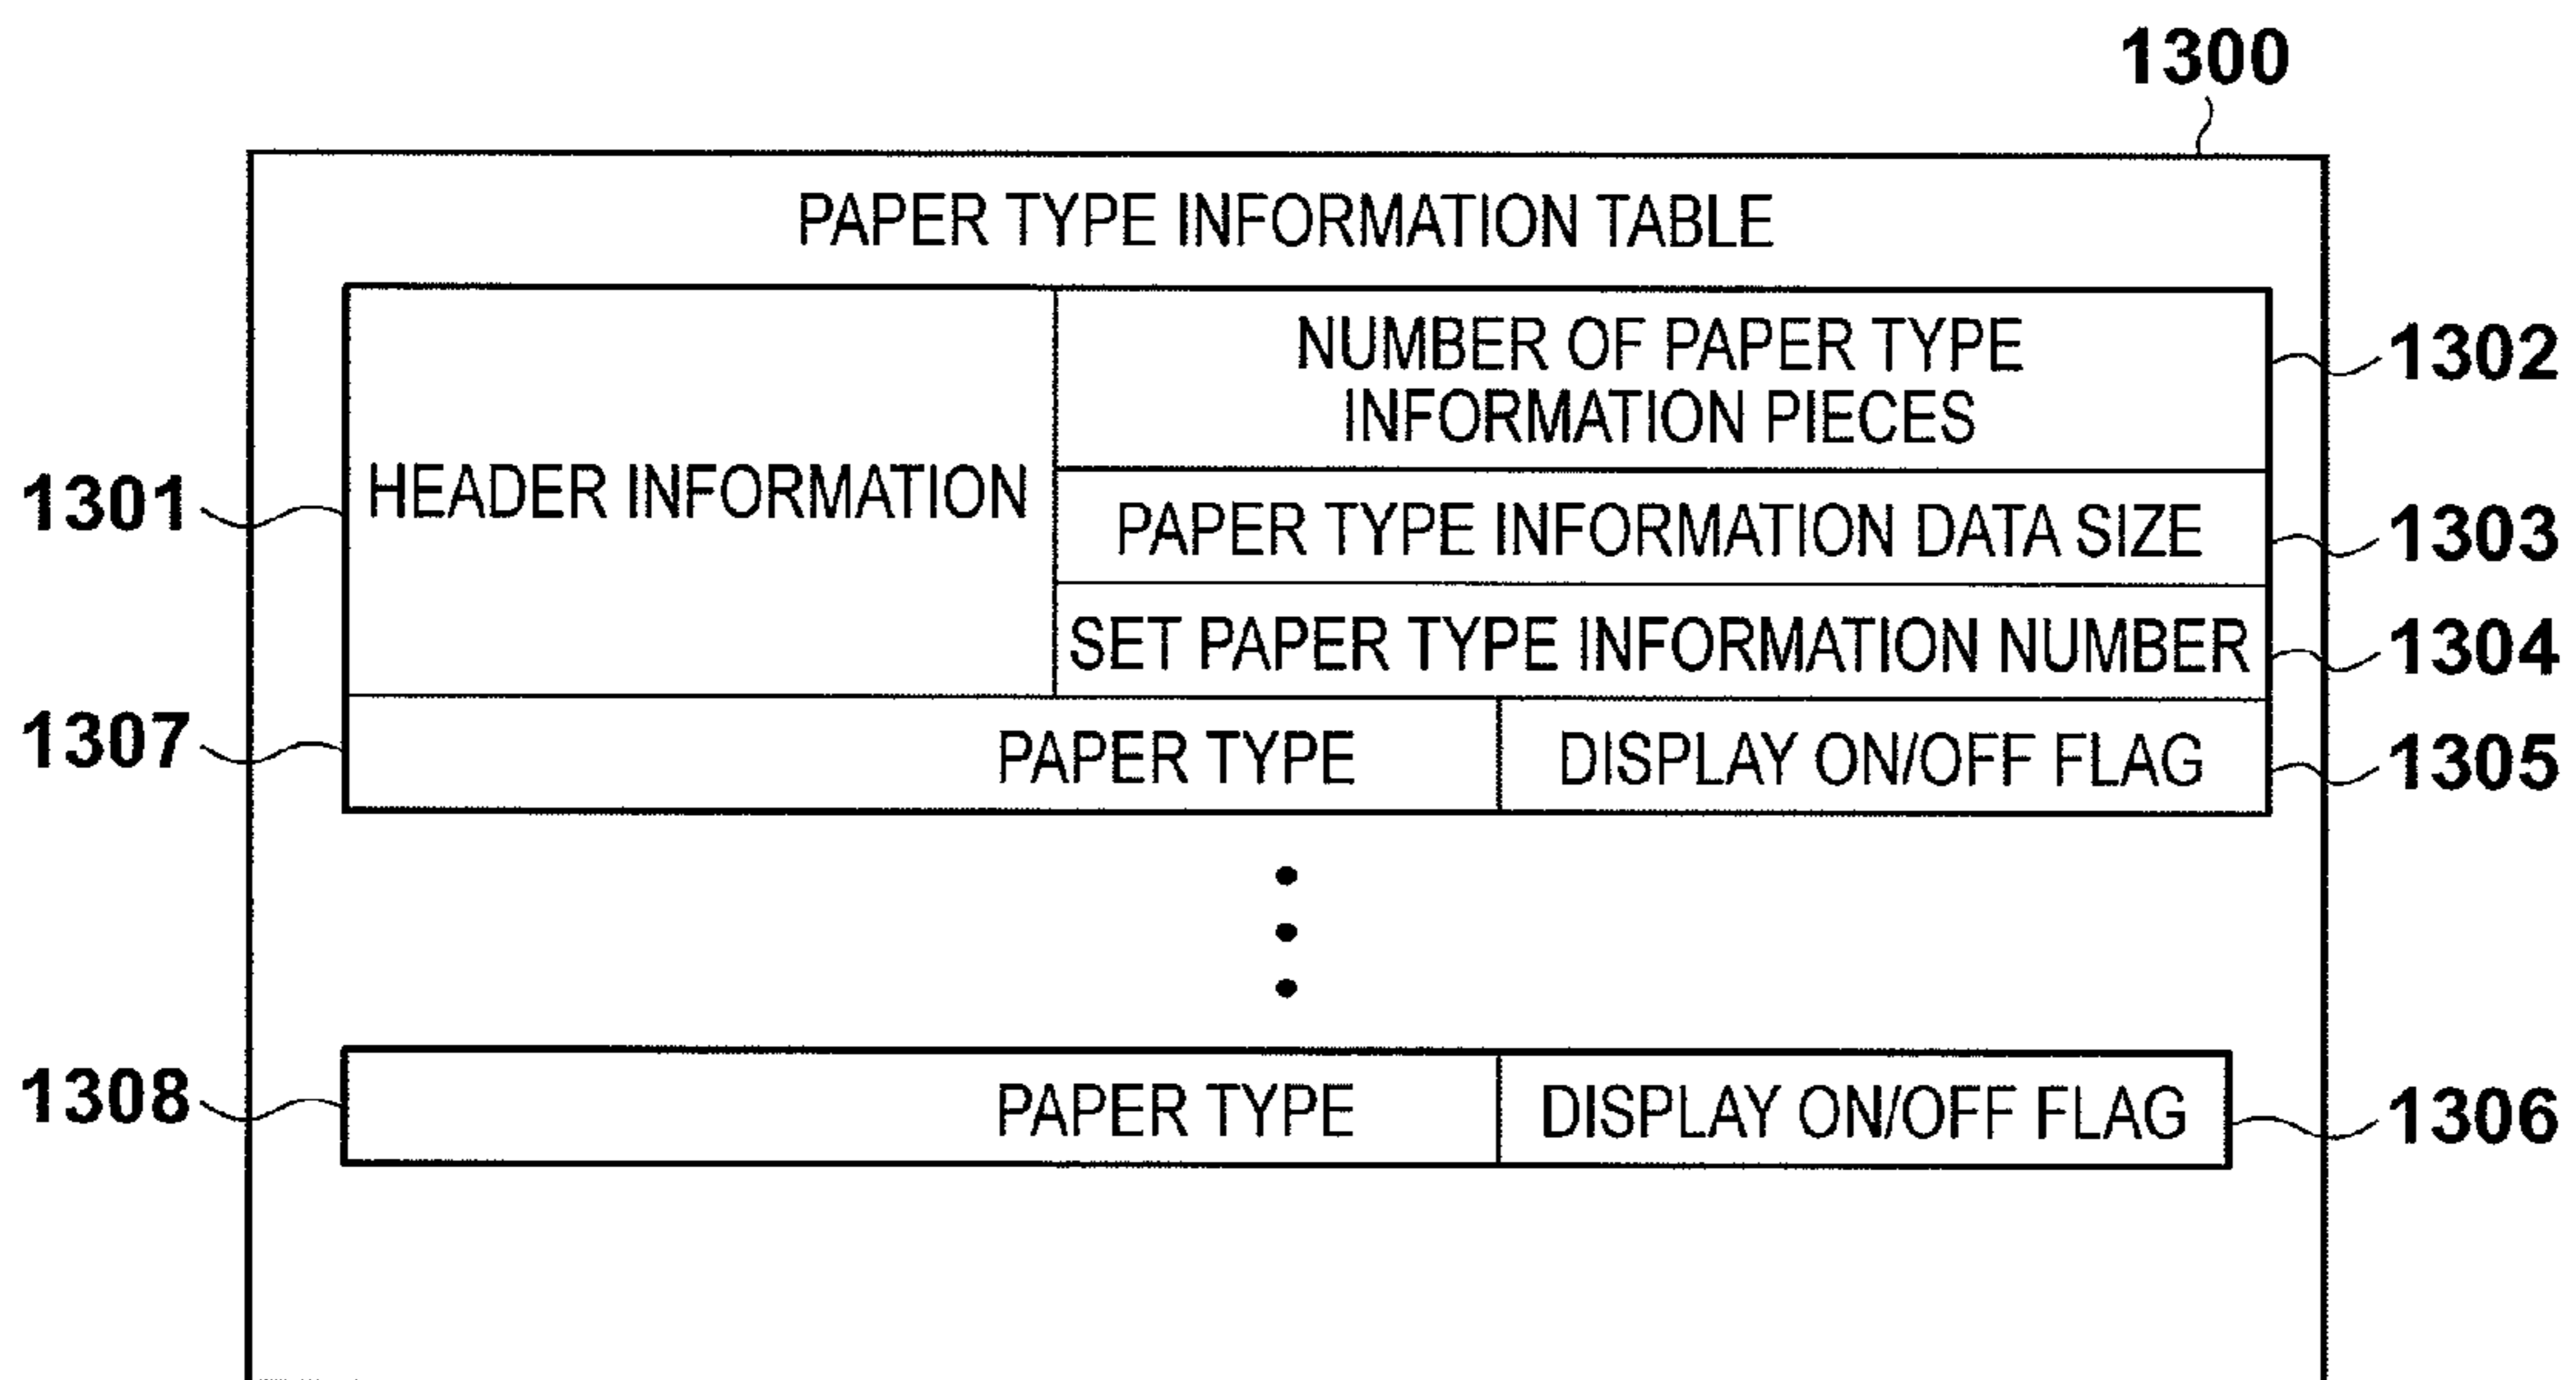 1300
PAPER TYPE INFORMATION TABLE
NUMBER OF PAPER TYPE
INFORMATION PIECES
1302
1301
HEADER INFORMATION
PAPER TYPE INFORMATION DATA SIZE
1303
SET PAPER TYPE INFORMATION NUMBER
1304
1307
PAPER TYPE
DISPLAY ON/OFF FLAG
1305
1308
PAPER TYPE
DISPLAY ON/OFF FLAG
1306